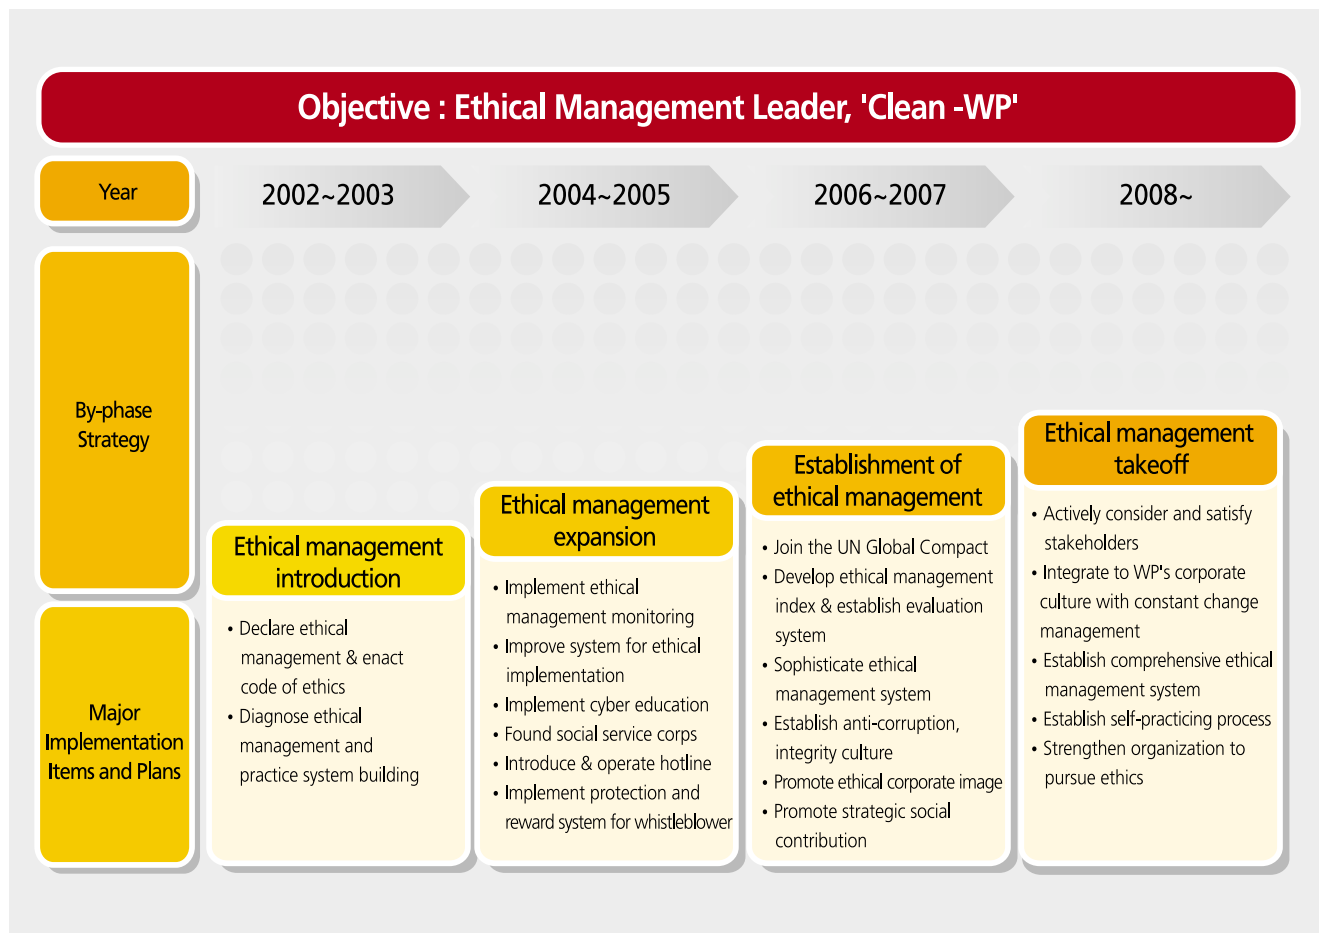 Objective : Ethical Management Leader, 'Clean -WP'
Year
2002~2003
2004~2005
2006~2007
2008~
By-phase
Strategy
Major
Implementation
Items and Plans
Ethical management
introduction
• Declare ethical
management & enact
code of ethics
• Diagnose ethical
management and
practice system building
Ethical management
expansion
• Implement ethical
management monitoring
• Improve system for ethical
implementation
• Implement cyber education
• Found social service corps
• Introduce & operate hotline
• Implement protection and
reward system for whistleblower
Establishment of
ethical management
• Join the UN Global Compact
• Develop ethical management
index & establish evaluation
system
• Sophisticate ethical
management system
• Establish anti-corruption,
integrity culture
• Promote ethical corporate image
• Promote strategic social
contribution
Ethical management
takeoff
• Actively consider and satisfy
stakeholders
• Integrate to WP's corporate
culture with constant change
management
• Establish comprehensive ethical
management system
• Establish self-practicing process
• Strengthen organization to
pursue ethics